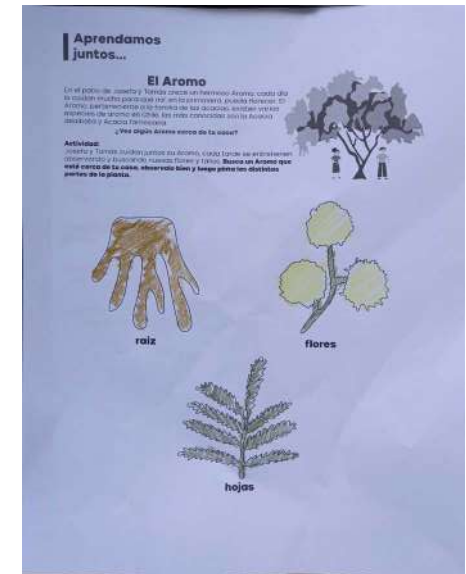 Aprendamos
juntos...
El Aromo
En el patio de Josefa y Tomás crece un hermoso Aromo, cada día
lo cuidan mucho para que así, en la primavera, pueda florecer. El
Aromo, perteneciente a la familia de las acacias, existen varias
especies de aromo en Chile, las más conocidas son la Acacia
dealbata y Acacia farnesiana.
¿Vez algún Aromo cerca de tu casa?
Actividad:
Josefa y Tomás cuidan juntos su Aromo, cada tarde se entretienen
observando y buscando nuevas flores y tallos. Busca un Aromo que
esté cerca de tu casa, obsérvalo bien y luego pinta las distintas
partes de la planta.
raíz
flores
hojas